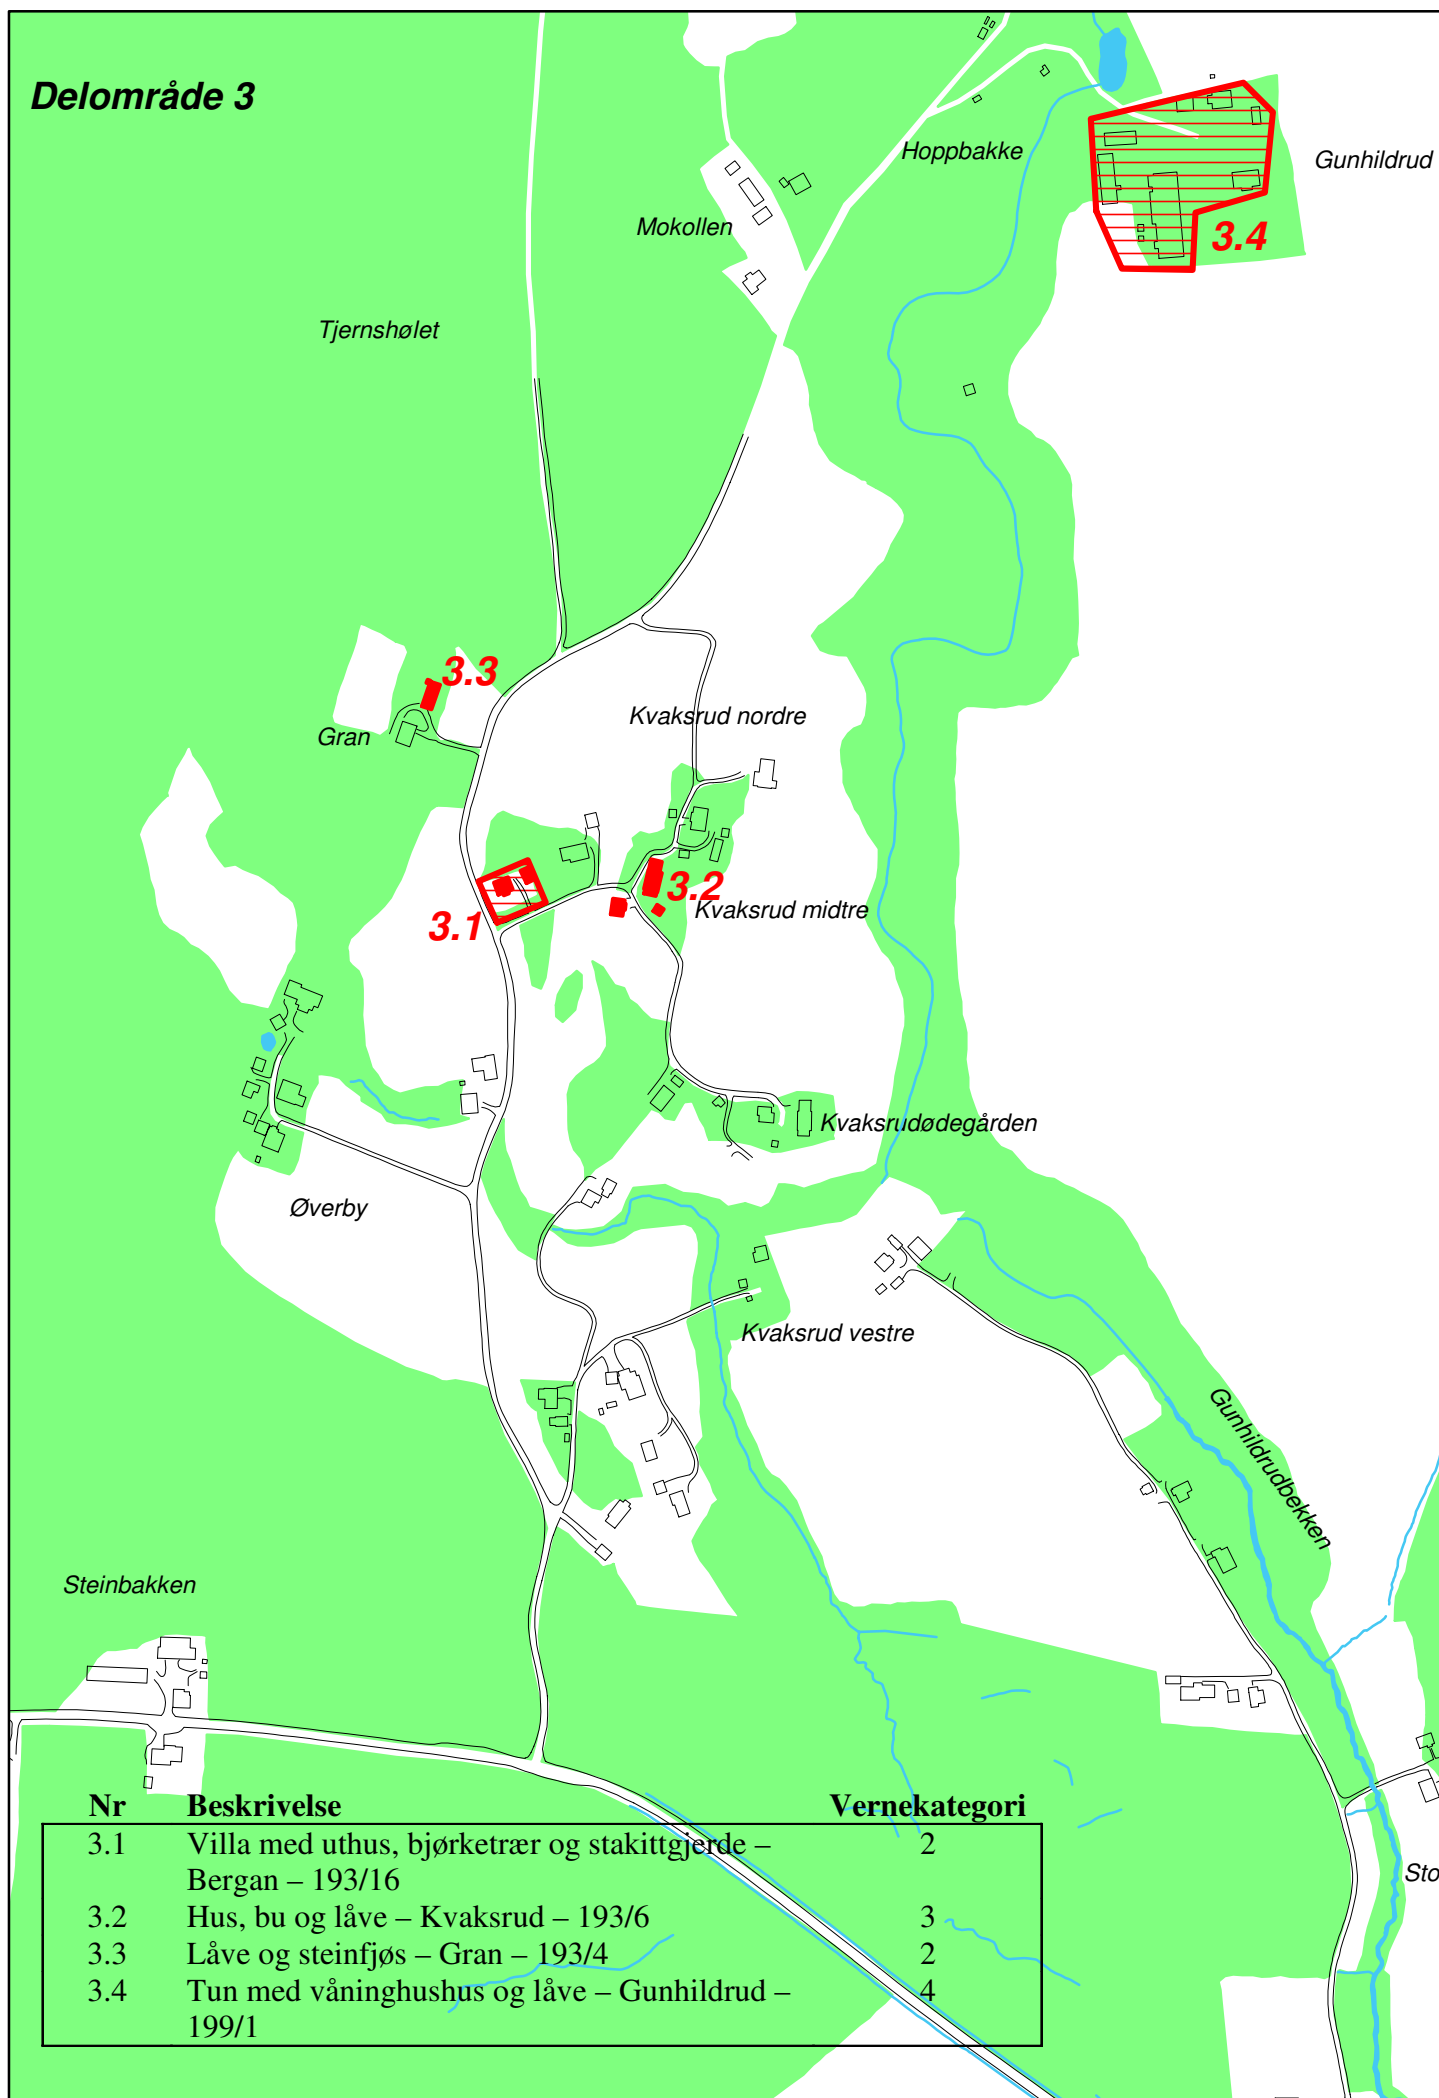 Delområde 3
Hoppbakke
Gunhildrud
Mokollen
3.4
Tjernshølet
3.3
Kvaksrud nordre
Gran
3.2
3.1
Kvaksrud midtre
Kvaksrudødegården
Øverby
Kvaksrud vestre
Gunhildrudbekken
Steinbakken
Nr Beskrivelse Vernekategori
3.1 Villa med uthus, bjørketrær og stakittgjerde – 2
Bergan – 193/16
Sto
3.2 Hus, bu og låve – Kvaksrud – 193/6 3
3.3 Låve og steinfjøs – Gran – 193/4 2
3.4 Tun med våninghushus og låve – Gunhildrud – 4
199/1